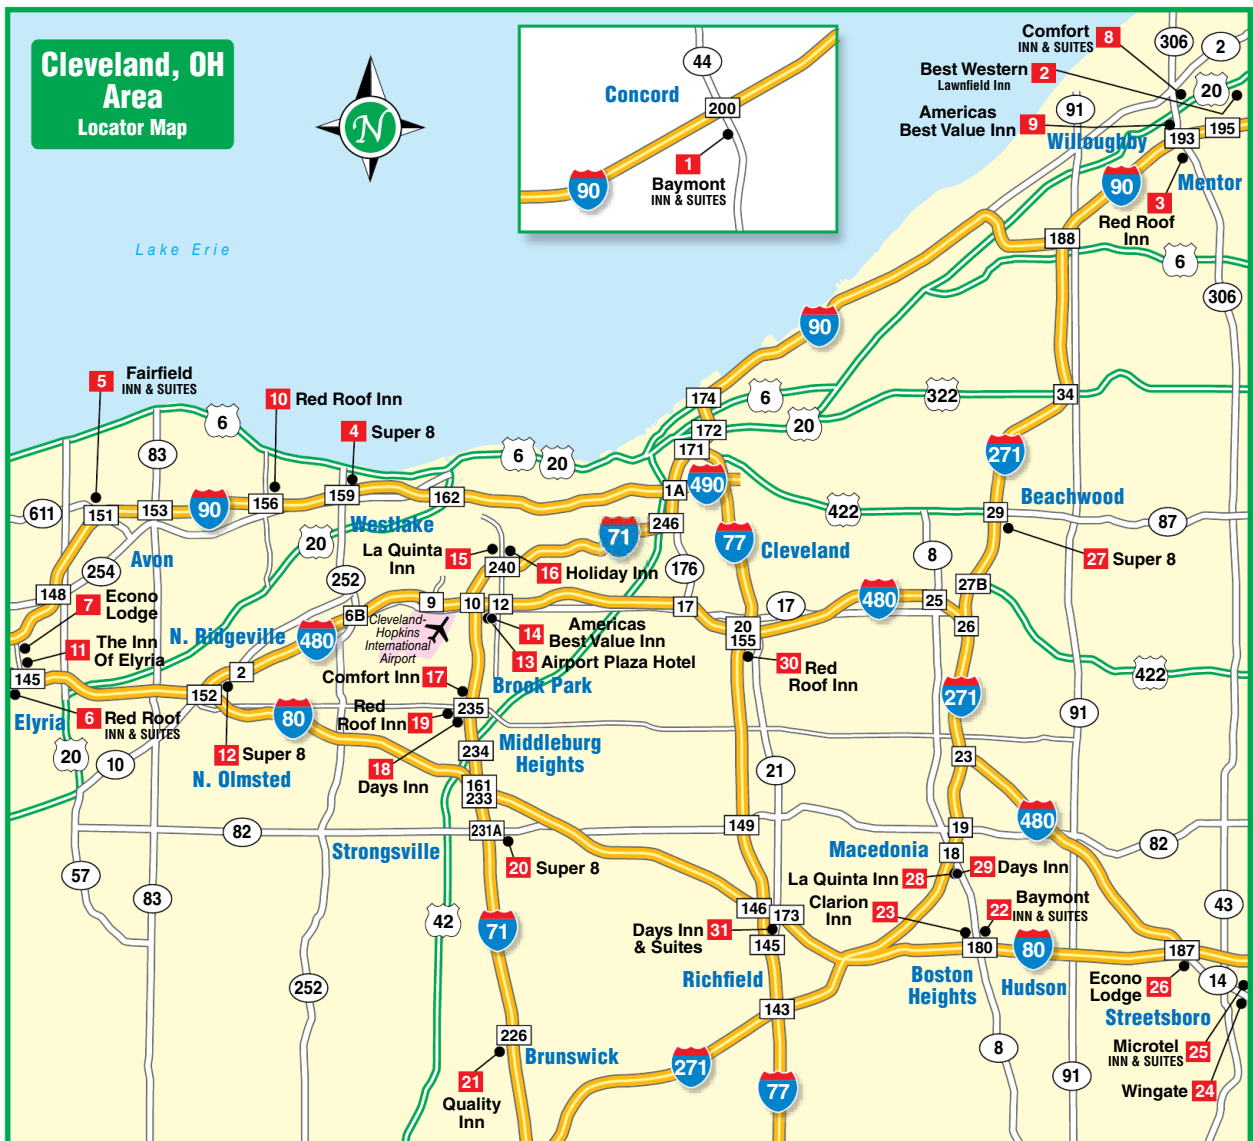 Cleveland, OH
Area
Locator Map
N
Lake Erie
44
Concord
200
1
Baymont
INN & SUITES
90
Comfort
INN & SUITES
8
306
2
Best Western
Lawnfield Inn
2
20
91
Americas
Best Value Inn
9
Willoughby
193
195
90
Mentor
3
Red Roof
Inn
188
6
306
90
5
Fairfield
INN & SUITES
10
Red Roof Inn
4
Super 8
6
174
6
322
34
172
20
83
6
20
171
271
611
151
153
90
156
159
162
1A
490
Beachwood
Westlake
246
422
29
87
20
71
77
Cleveland
Avon
La Quinta
Inn
15
240
16
Holiday Inn
176
8
27
Super 8
254
252
148
7
Econo
Lodge
6B
9
10
12
17
17
480
25
27B
Cleveland-
Hopkins
International
Airport
14
Americas
Best Value Inn
20
155
26
N. Ridgeville
480
11
The Inn
Of Elyria
13
Airport Plaza Hotel
30
Red
Roof Inn
422
145
2
Comfort Inn
17
Brook Park
152
271
Elyria
6
Red Roof
INN & SUITES
80
Red
Roof Inn
19
235
91
12
Super 8
234
Middleburg
Heights
20
10
N. Olmsted
18
Days Inn
161
233
21
23
82
231A
149
19
480
Strongsville
20
Super 8
Macedonia
18
82
57
La Quinta Inn
28
29
Days Inn
83
42
146
173
Clarion
Inn
23
22
Baymont
INN & SUITES
43
71
Days Inn
& Suites
31
145
180
80
187
Richfield
Boston
Heights
Hudson
Econo
Lodge
26
14
252
143
Streetsboro
226
Brunswick
8
Microtel
INN & SUITES
25
271
91
21
Quality
Inn
77
Wingate
24